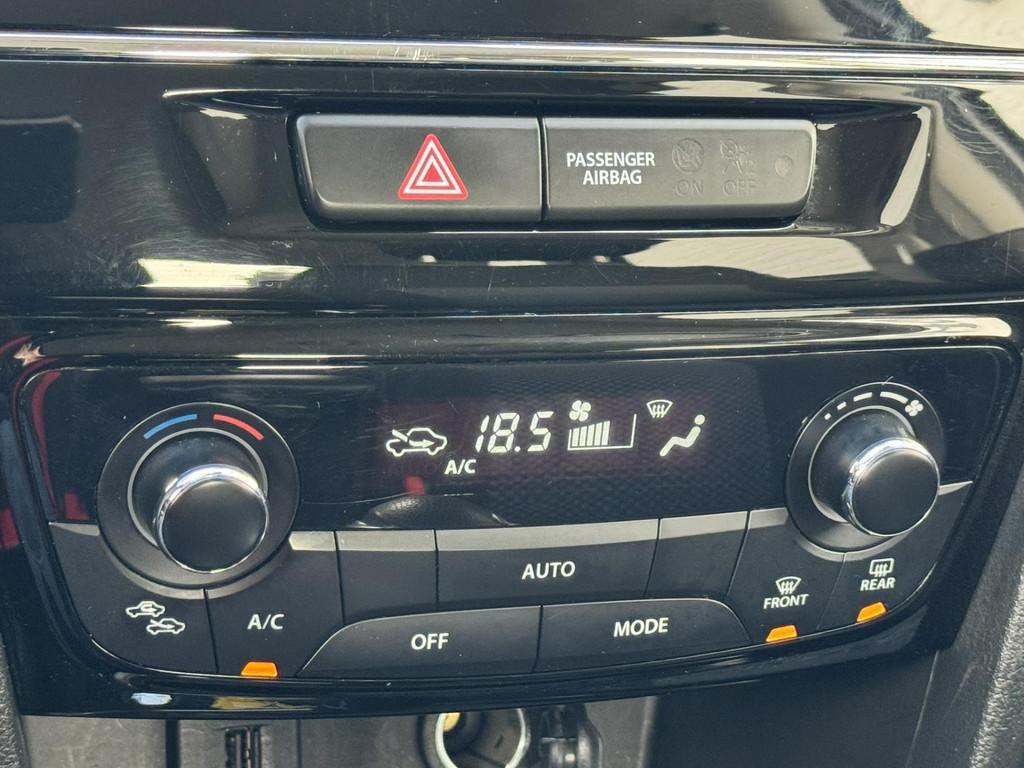 PASSENGER
AIRBAG
ON OFF
18.5
A/C
AUTO
A/C
OFF
MODE
FRONT
REAR